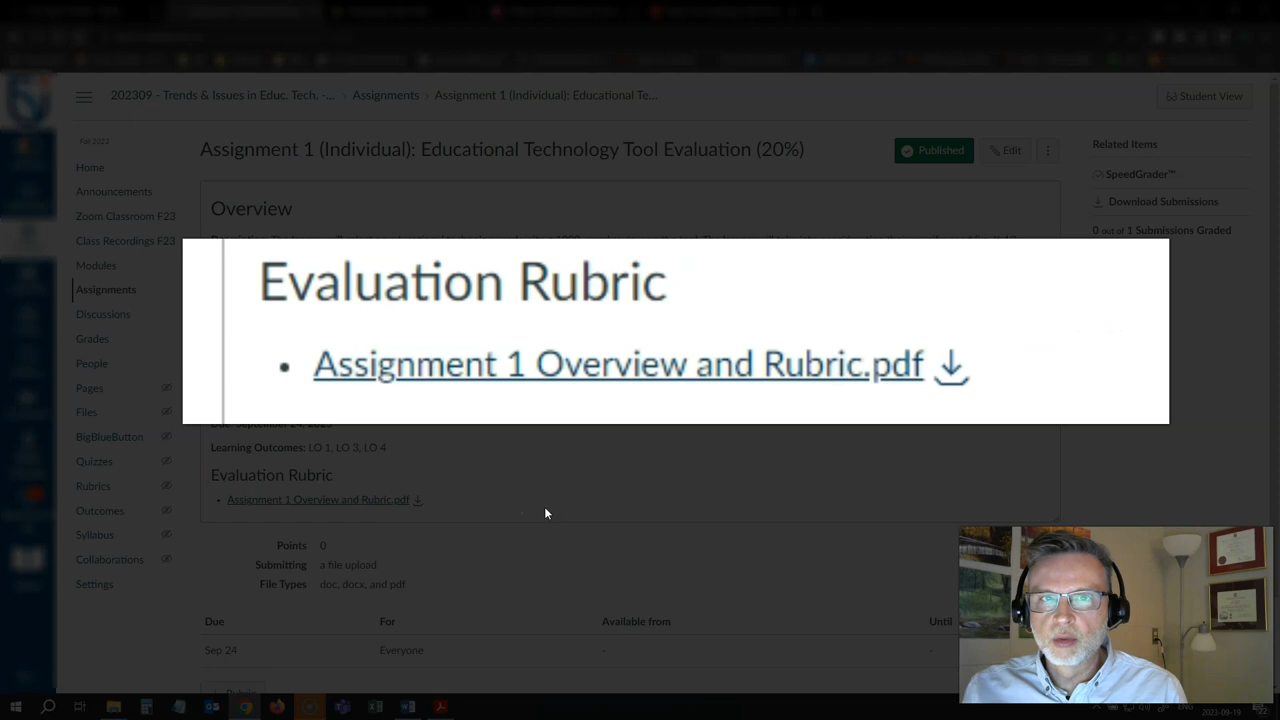 202309 - Trends & Issues in Educ. Tech. -... › Assignments › Assignment 1 (Individual): Educational Te...
Student View
Fall 2023
Home
Announcements
Zoom Classroom F23
Class Recordings F23
Modules
Assignments
Discussions
Grades
People
Pages
Files
BigBlueButton
Quizzes
Rubrics
Outcomes
Syllabus
Collaborations
Settings
Assignment 1 (Individual): Educational Technology Tool Evaluation (20%)
Published
Edit
Related Items
SpeedGrader™
Download Submissions
0 out of 1 Submissions Graded
Overview
Evaluation Rubric
• Assignment 1 Overview and Rubric.pdf
Learning Outcomes: LO 1, LO 3, LO 4
Evaluation Rubric
• Assignment 1 Overview and Rubric.pdf
Points 0
Submitting a file upload
File Types doc, docx, and pdf
Due For Available from Until
Sep 24 Everyone - -
Rubric
ENG
2023-09-19